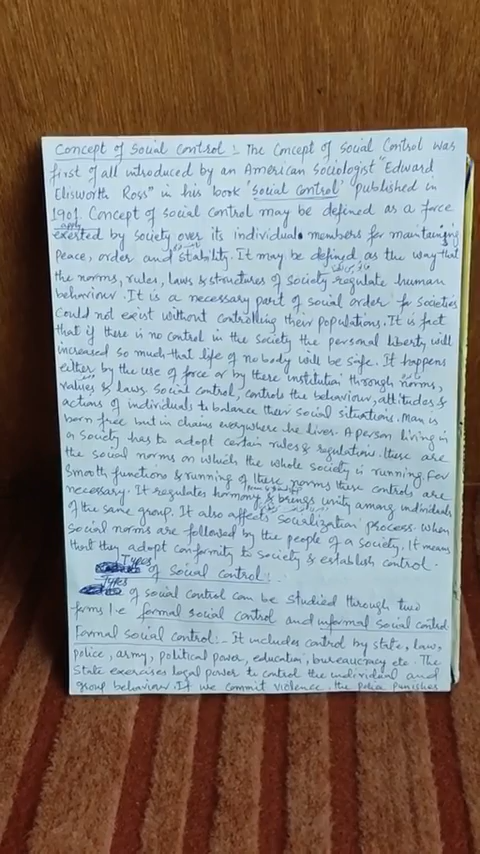 Concept of Social Control :- The Concept of Social Control was
first of all introduced by an American Sociologist "Edward
Elisworth Ross" in his book 'Social Control' published in
1901. Concept of Social Control may be defined as a force
apply
exerted by Society over its individual members for maintaining
peace, order and stability. It may be defined as the way that
the norms, rules, laws & structures of Society regulate human
behaviour. It is a necessary part of social order for Societies
could not exist without controlling their populations. It is fact
that if there is no control in the society the personal liberty will
increased so much that life of nobody will be safe. It happens
either by the use of force or by these institution through norms,
values & laws. Social control, controls the behaviour, attitudes &
actions of individuals to balance their social situations. Man is
born free but in chains everywhere he lives. A person living in
a society has to adopt certain rules & regulations. These are
the social norms on which the whole society is running. For
smooth functions & running of these norms these controls are
necessary. It regulates harmony & brings unity among individuals
of the same group. It also affects socialization process. When
social norms are followed by the people of a society. It means
that they adopt conformity to society & establish control.
Types of Social Control :-
Types of social control can be studied through two
forms i.e formal social control and informal social control
Formal social control :- It includes control by state, law,
police, army, political power, education, bureaucracy etc. The
State exercises legal power to control the individual and
group behaviour. If we commit violence, the police punishes